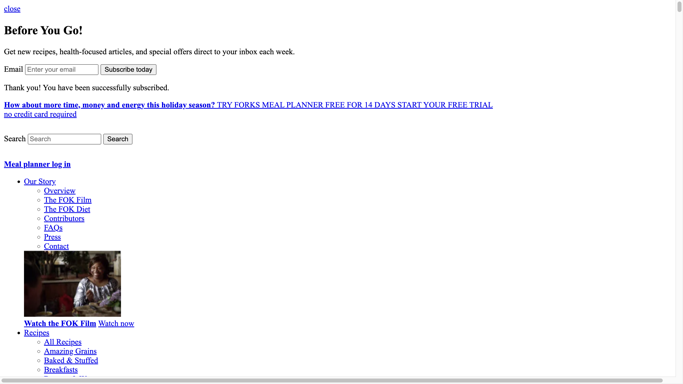 close
Before You Go!
Get new recipes, health-focused articles, and special offers direct to your inbox each week.
Email Enter your email Subscribe today
Thank you! You have been successfully subscribed.
How about more time, money and energy this holiday season? TRY FORKS MEAL PLANNER FREE FOR 14 DAYS START YOUR FREE TRIAL
no credit card required
Search Search Search
Meal planner log in
Our Story
Overview
The FOK Film
The FOK Diet
Contributors
FAQs
Press
Contact
Watch the FOK Film Watch now
Recipes
All Recipes
Amazing Grains
Baked & Stuffed
Breakfasts